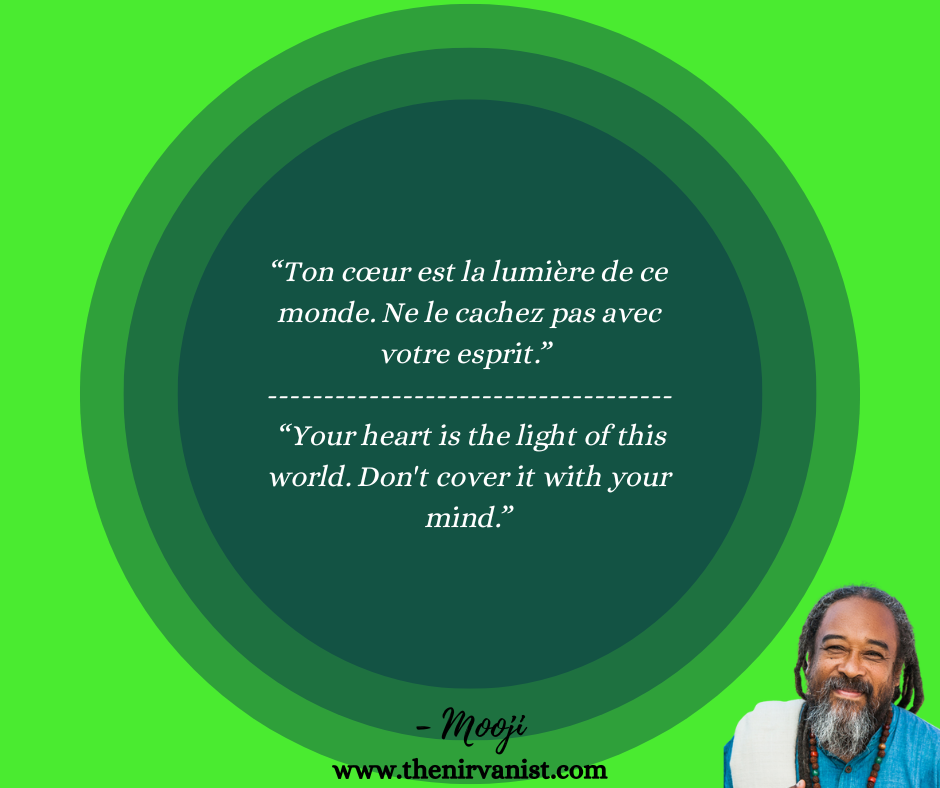 “Ton cœur est la lumière de ce
monde. Ne le cachez pas avec
votre esprit.”
------------------------------------
“Your heart is the light of this
world. Don't cover it with your
mind.”
- Mooji
www.thenirvanist.com